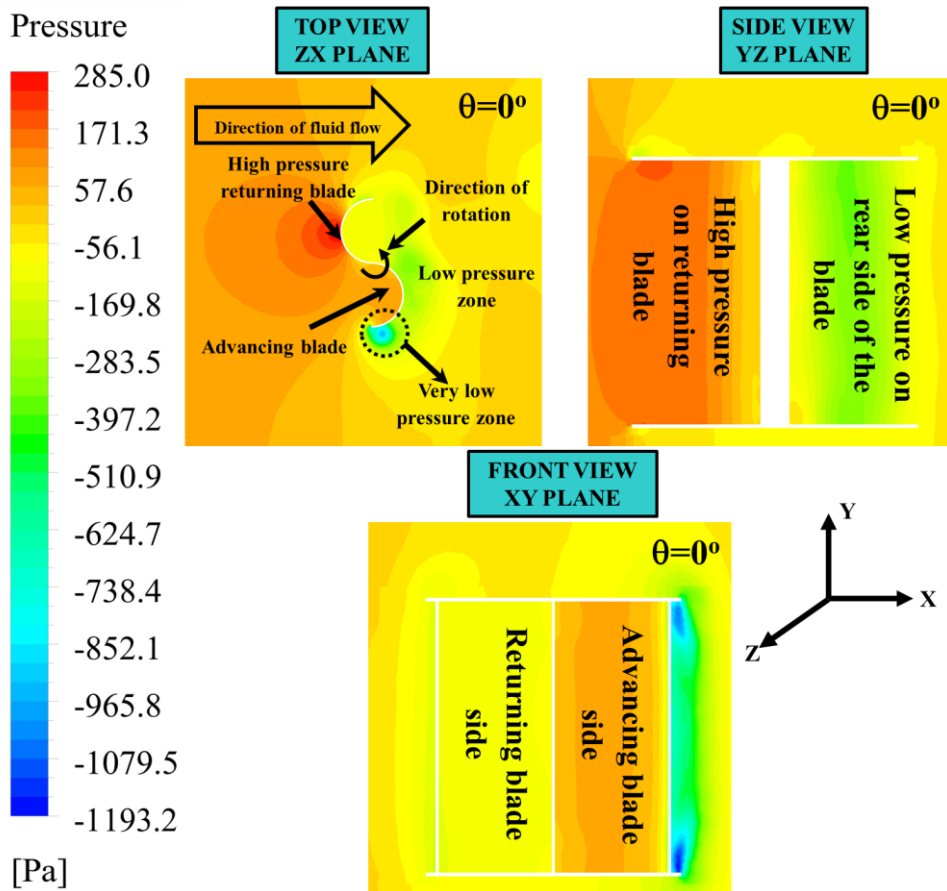 Pressure
285.0
171.3
57.6
-56.1
-169.8
-283.5
-397.2
-510.9
-624.7
-738.4
-852.1
-965.8
-1079.5
-1193.2
[Pa]
TOP VIEW
ZX PLANE
θ=0°
Direction of fluid flow
High pressure
returning blade
Direction of
rotation
Low pressure
zone
Advancing blade
Very low
pressure zone
SIDE VIEW
YZ PLANE
θ=0°
High pressure
on returning
blade
Low pressure on
rear side of the
blade
FRONT VIEW
XY PLANE
θ=0°
Returning blade
side
Advancing blade
side
Y
X
Z